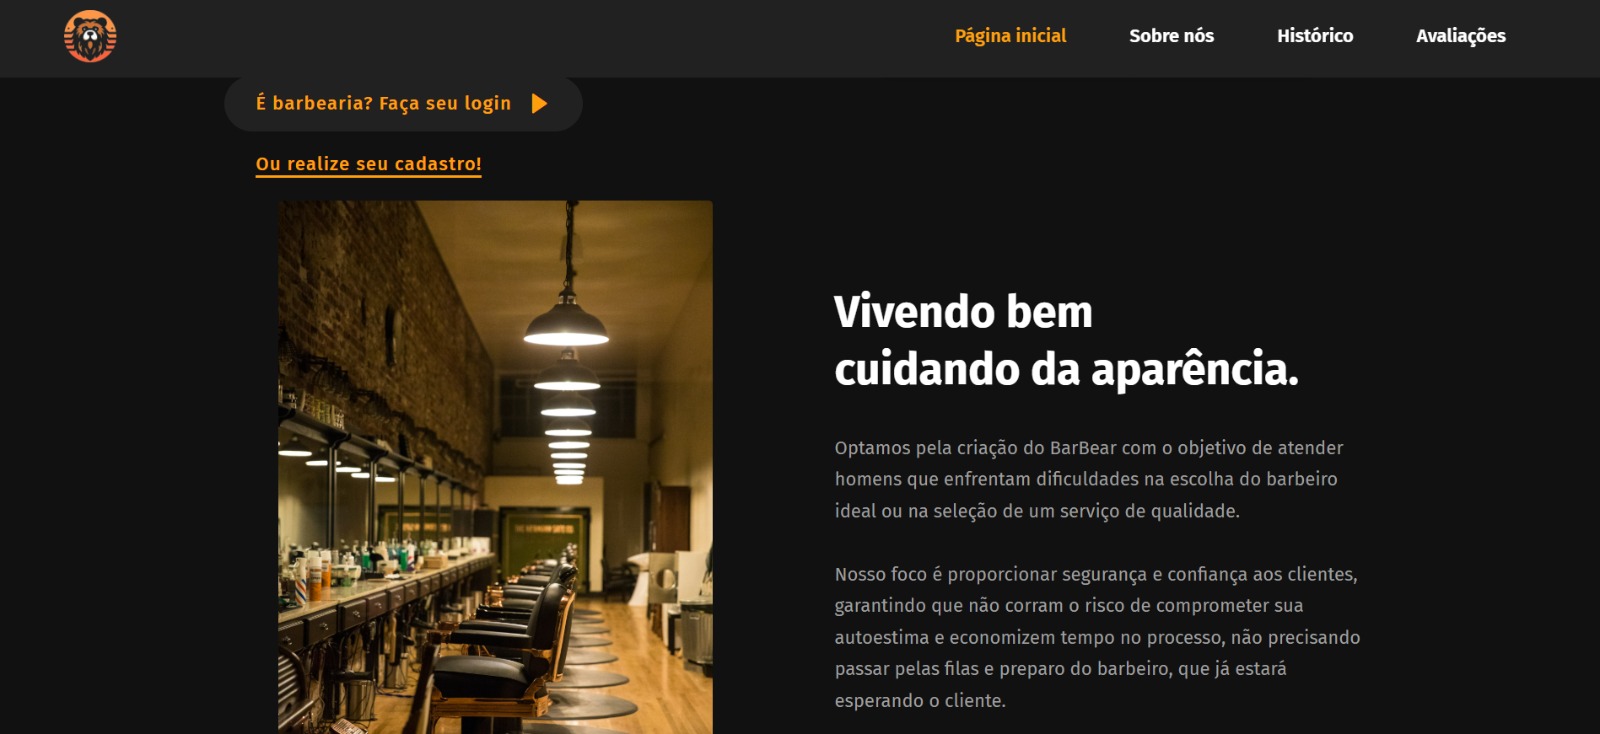 Página inicial Sobre nós Histórico Avaliações
É barbearia? Faça seu login
Ou realize seu cadastro!
Vivendo bem
cuidando da aparência.
Optamos pela criação do BarBear com o objetivo de atender
homens que enfrentam dificuldades na escolha do barbeiro
ideal ou na seleção de um serviço de qualidade.
Nosso foco é proporcionar segurança e confiança aos clientes,
garantindo que não corram o risco de comprometer sua
autoestima e economizem tempo no processo, não precisando
passar pelas filas e preparo do barbeiro, que já estará
esperando o cliente.